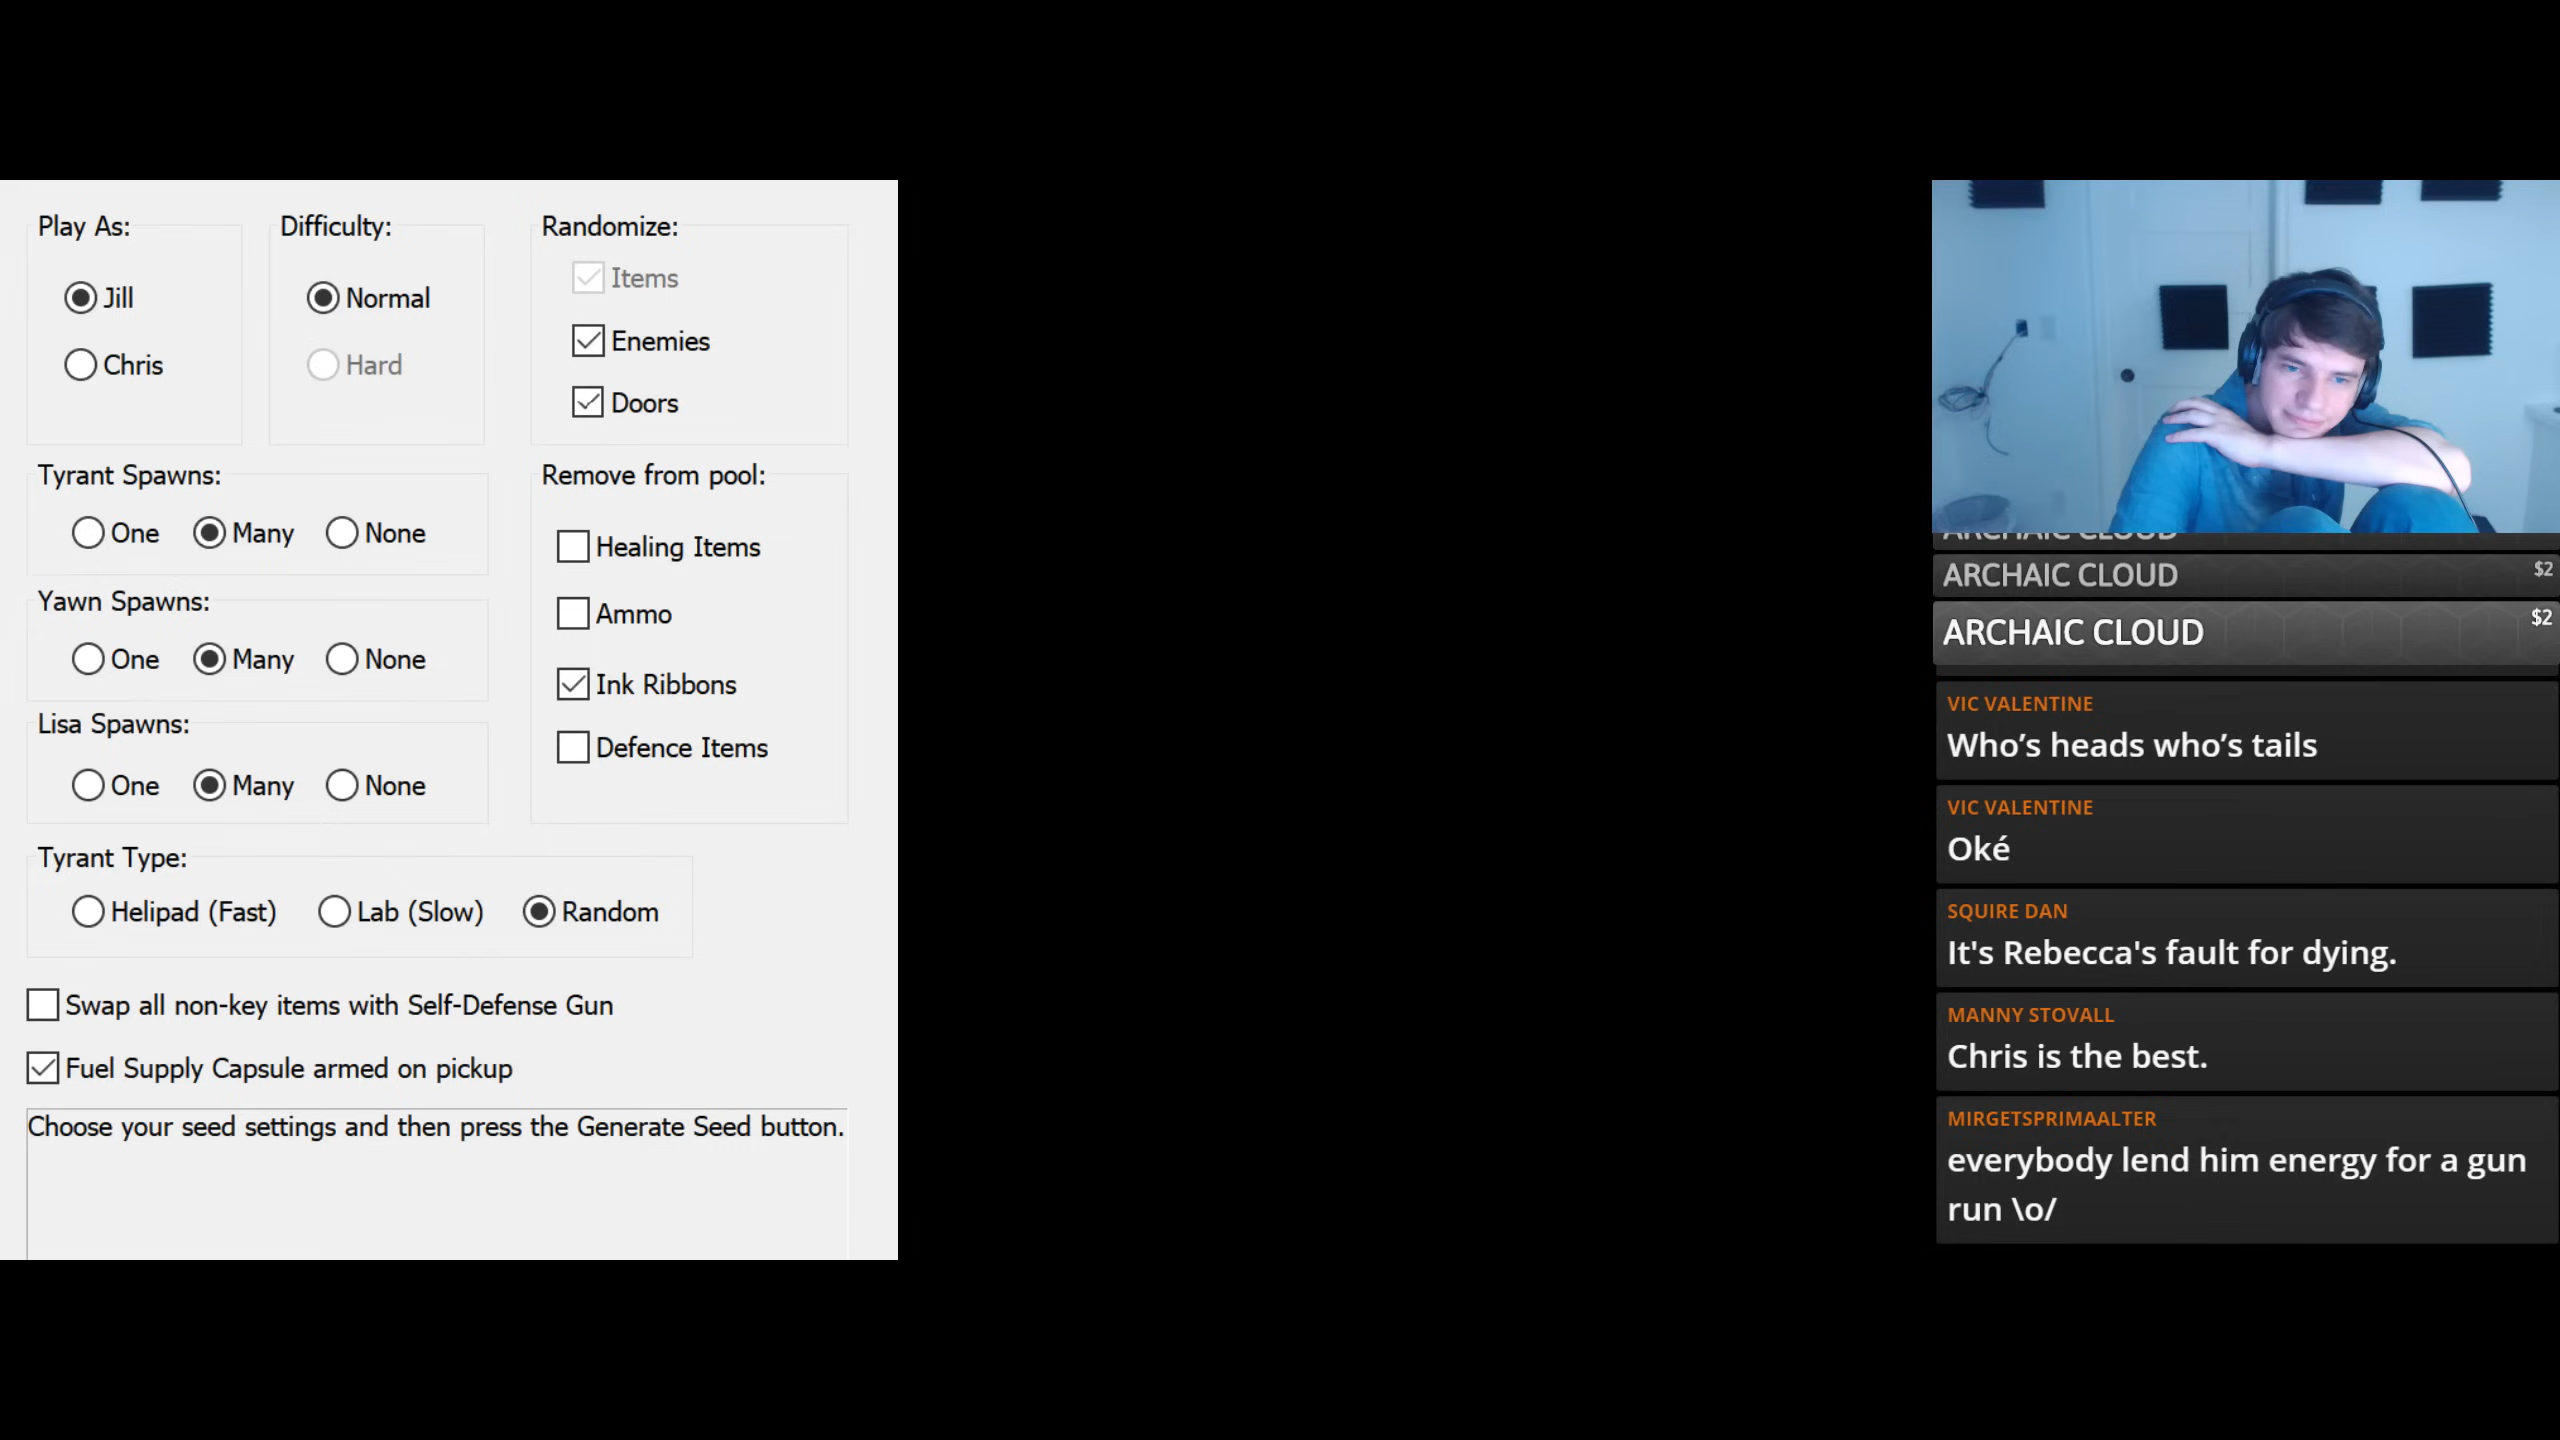 Play As:
Jill
Chris
Difficulty:
Normal
Hard
Randomize:
Items
Enemies
Doors
Tyrant Spawns:
One Many None
Yawn Spawns:
One Many None
Lisa Spawns:
One Many None
Remove from pool:
Healing Items
Ammo
Ink Ribbons
Defence Items
Tyrant Type:
Helipad (Fast) Lab (Slow) Random
Swap all non-key items with Self-Defense Gun
Fuel Supply Capsule armed on pickup
Choose your seed settings and then press the Generate Seed button.
ARCHAIC CLOUD
ARCHAIC CLOUD $2
ARCHAIC CLOUD $2
VIC VALENTINE
Who’s heads who’s tails
VIC VALENTINE
Oké
SQUIRE DAN
It's Rebecca's fault for dying.
MANNY STOVALL
Chris is the best.
MIRGETSPRIMAALTER
everybody lend him energy for a gun
run \o/